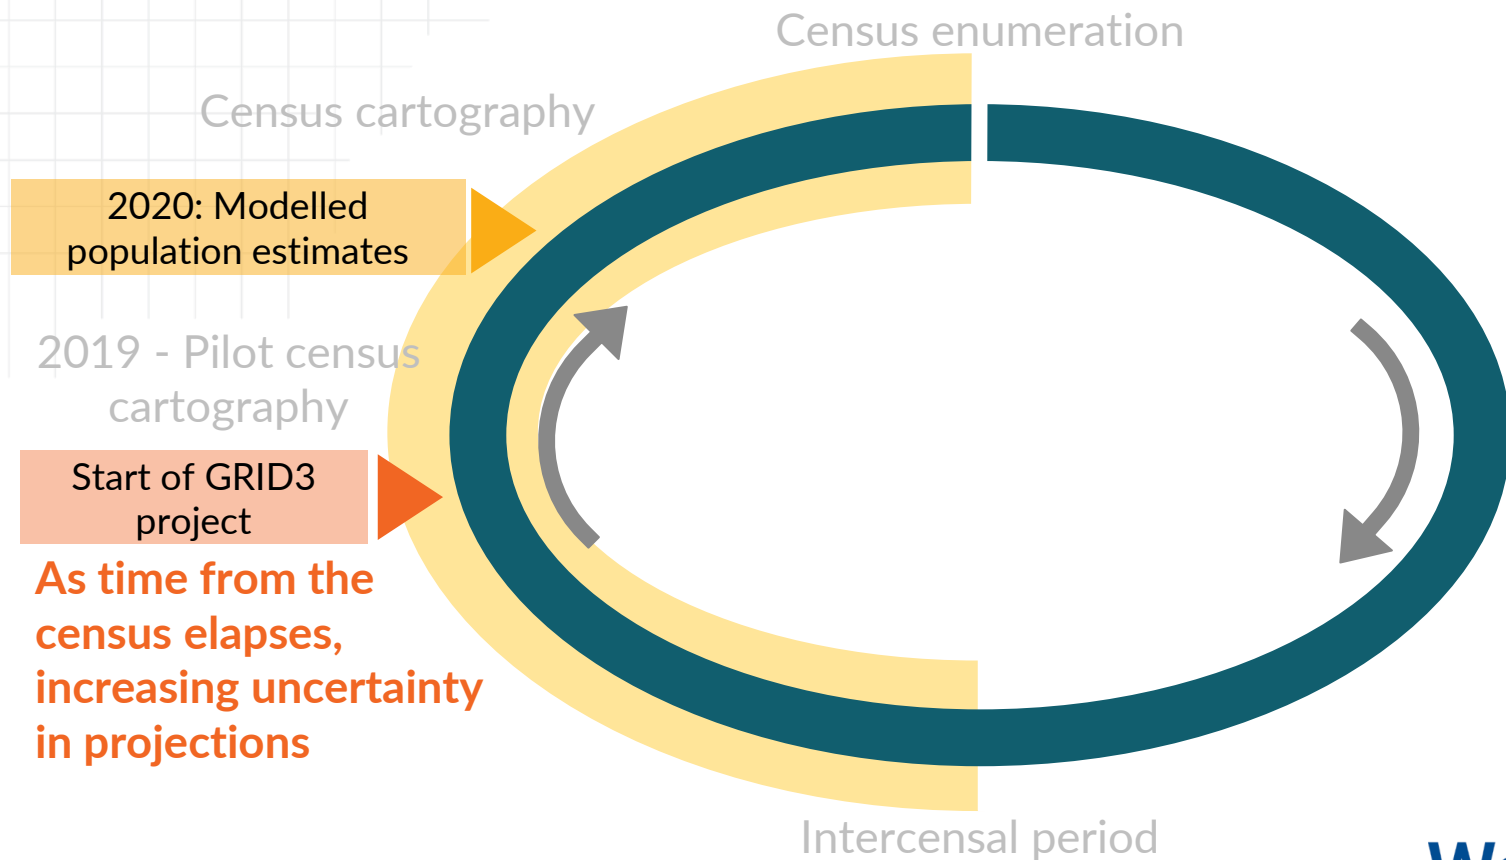 Census enumeration
Census cartography
2020: Modelled
population estimates
2019 - Pilot census
cartography
Start of GRID3
project
As time from the
census elapses,
increasing uncertainty
in projections
Intercensal period